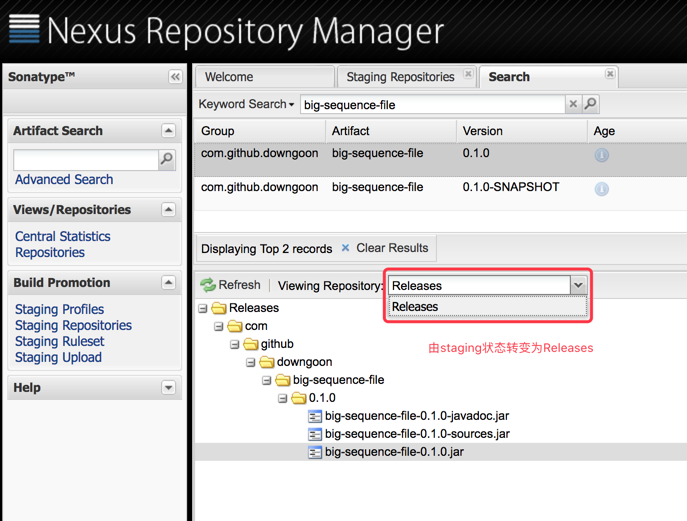 Nexus Repository Manager
Sonatype™
Welcome
Staging Repositories
Search
Keyword Search
big-sequence-file
Artifact Search
Advanced Search
Group Artifact Version Age
com.github.downgoon big-sequence-file 0.1.0
com.github.downgoon big-sequence-file 0.1.0-SNAPSHOT
Views/Repositories
Central Statistics
Repositories
Displaying Top 2 records
Clear Results
Build Promotion
Staging Profiles
Staging Repositories
Staging Ruleset
Staging Upload
Help
Refresh
Viewing Repository:
Releases
Releases
由staging状态转变为Releases
Releases
com
github
downgoon
big-sequence-file
0.1.0
big-sequence-file-0.1.0-javadoc.jar
big-sequence-file-0.1.0-sources.jar
big-sequence-file-0.1.0.jar